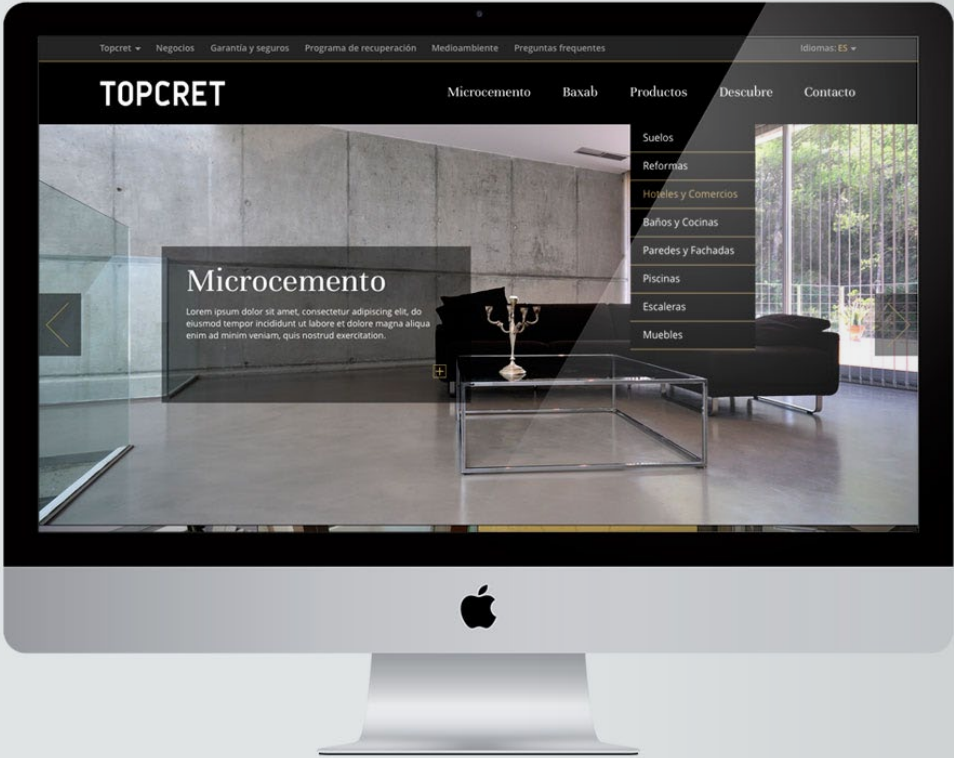 Topcret Negocios Garantía y seguros Programa de recuperación Medioambiente Preguntas frequentes Idiomas: ES
TOPCRET
Microcemento Baxab Productos Descubre Contacto
Suelos
Reformas
Hoteles y Comercios
Baños y Cocinas
Paredes y Fachadas
Piscinas
Escaleras
Muebles
Microcemento
Lorem ipsum dolor sit amet, consectetur adipiscing elit, do
eiusmod tempor incididunt ut labore et dolore magna aliqua
enim ad minim veniam, quis nostrud exercitation.